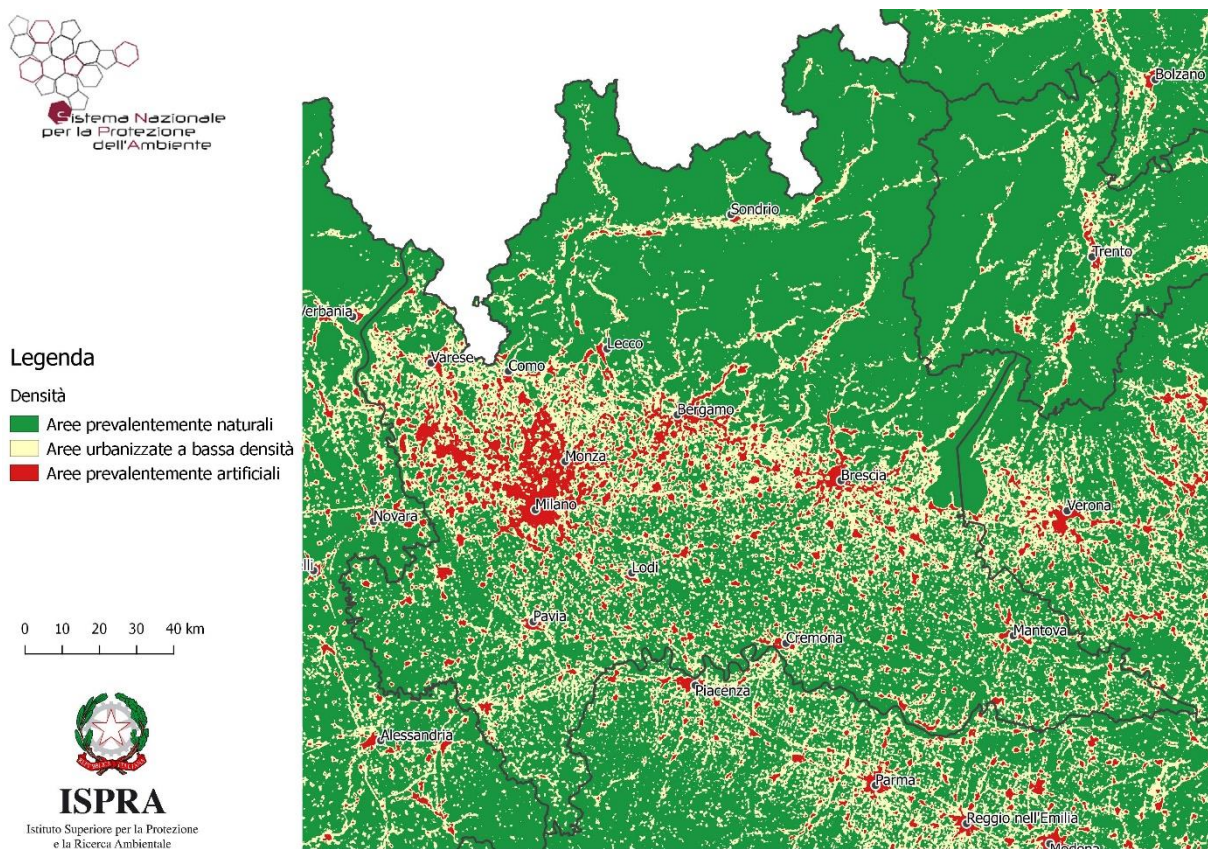 Sistema Nazionale
per la Protezione
dell'Ambiente
Legenda
Densità
Aree prevalentemente naturali
Aree urbanizzate a bassa densità
Aree prevalentemente artificiali
0 10 20 30 40 km
ISPRA
Istituto Superiore per la Protezione
e la Ricerca Ambientale
Bolzano
Sondrio
Trento
Verbania
Lecco
Varese
Como
Bergamo
Monza
Brescia
Milano
Novara
Verona
lli
Lodi
Pavia
Mantova
Cremona
Piacenza
Alessandria
Parma
Reggio nell'Emilia
Modena